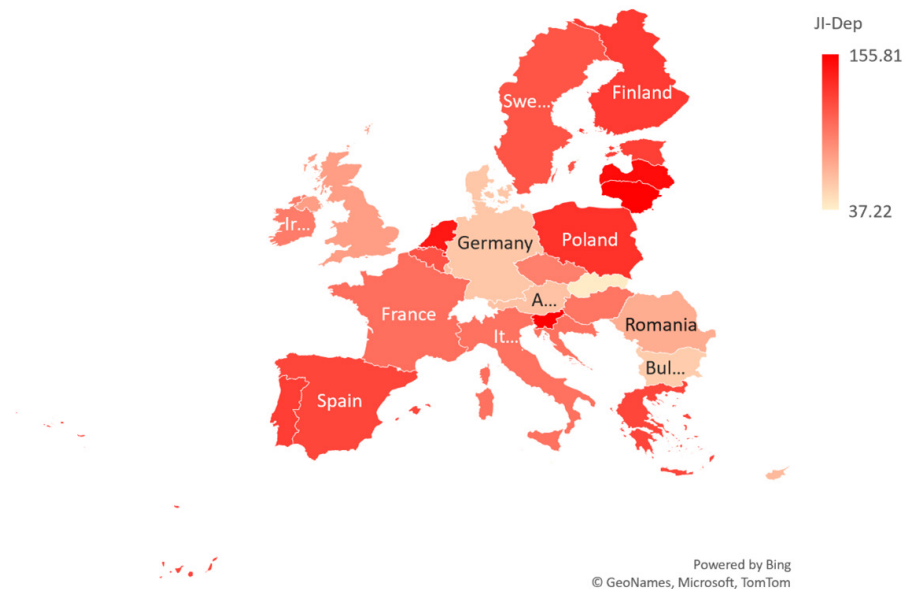 JI-Dep
155.81
37.22
Finland
Swe...
Ir...
Germany
Poland
A...
France
It...
Romania
Bul...
Spain
Powered by Bing
© GeoNames, Microsoft, TomTom